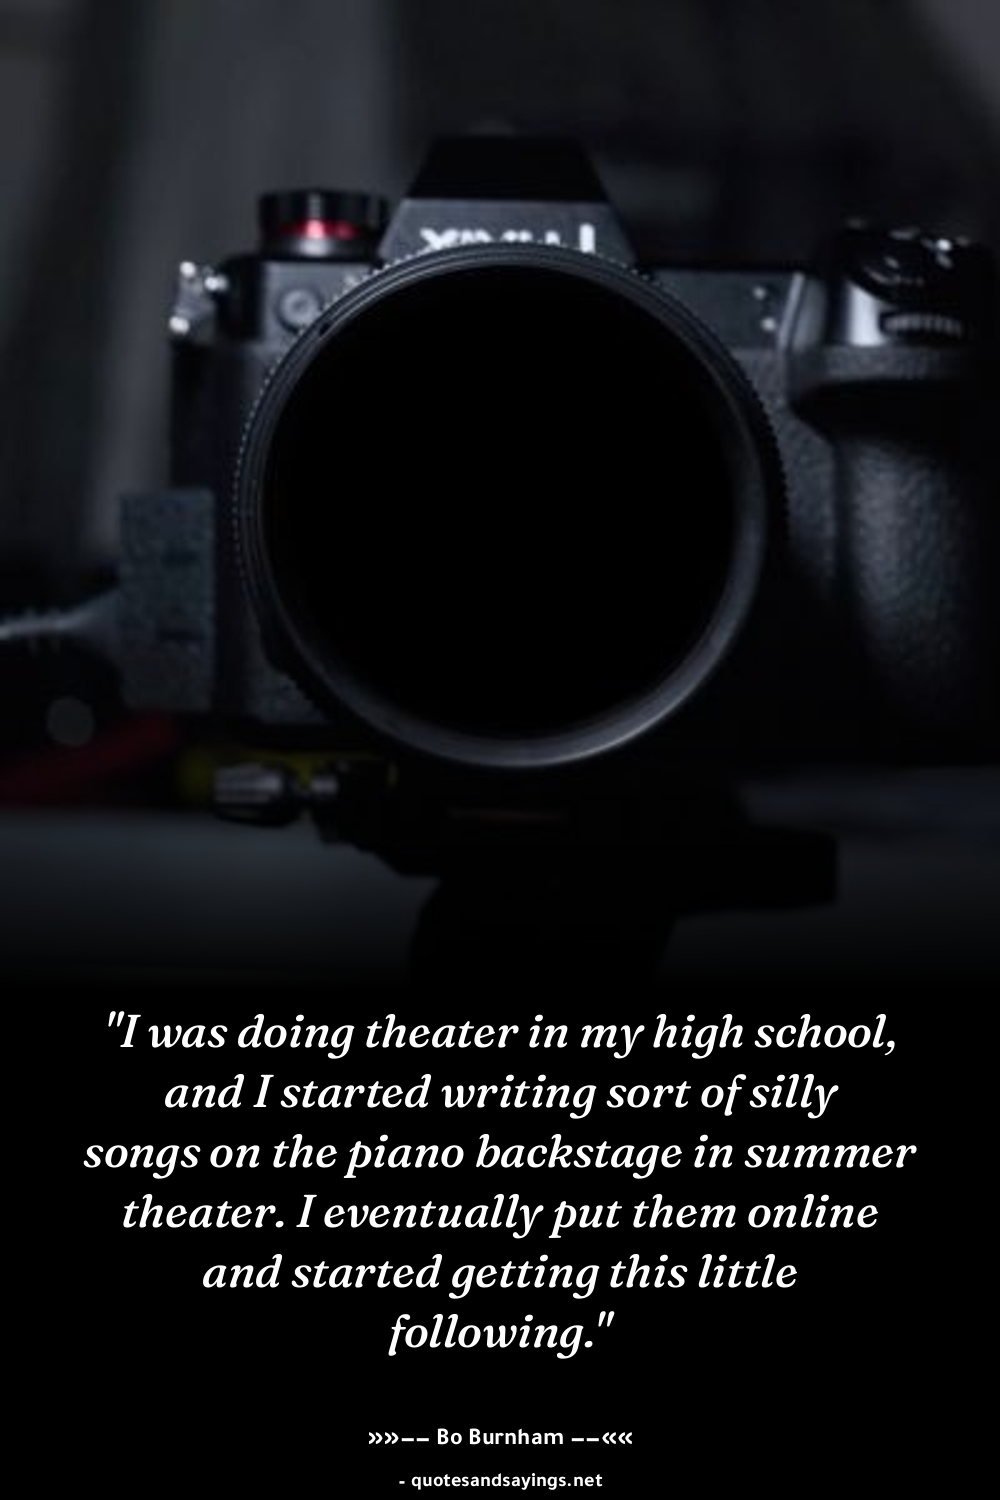 "I was doing theater in my high school,
and I started writing sort of silly
songs on the piano backstage in summer
theater. I eventually put them online
and started getting this little
following."
»»−− Bo Burnham −−««
- quotesandsayings.net